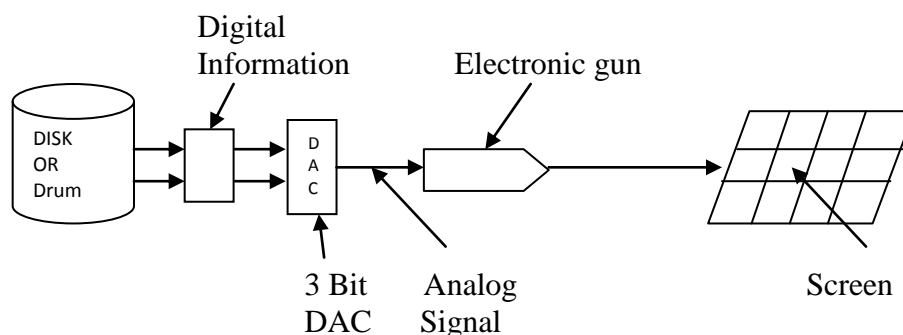 Digital
Information
Electronic gun
DISK
OR
Drum
D
A
C
3 Bit
DAC
Analog
Signal
Screen